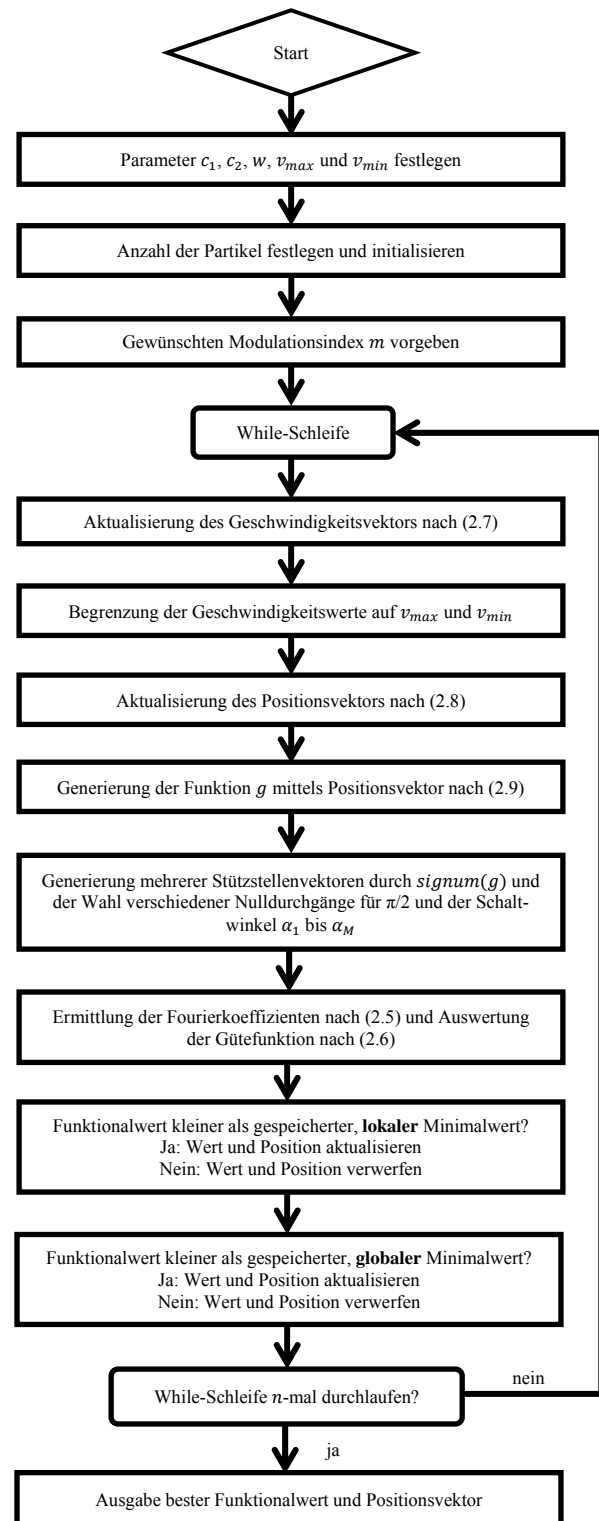 Start
Parameter c₁, c₂, w, vₘₐₓ und vₘᵢₙ festlegen
Anzahl der Partikel festlegen und initialisieren
Gewünschten Modulationsindex m vorgeben
While-Schleife
Aktualisierung des Geschwindigkeitsvektors nach (2.7)
Begrenzung der Geschwindigkeitswerte auf vₘₐₓ und vₘᵢₙ
Aktualisierung des Positionsvektors nach (2.8)
Generierung der Funktion g mittels Positionsvektor nach (2.9)
Generierung mehrerer Stützstellenvektoren durch signum(g) und
der Wahl verschiedener Nulldurchgänge für π/2 und der Schalt-
winkel α₁ bis α_M
Ermittlung der Fourierkoeffizienten nach (2.5) und Auswertung
der Gütefunktion nach (2.6)
Funktionalwert kleiner als gespeicherter, lokaler Minimalwert?
Ja: Wert und Position aktualisieren
Nein: Wert und Position verwerfen
Funktionalwert kleiner als gespeicherter, globaler Minimalwert?
Ja: Wert und Position aktualisieren
Nein: Wert und Position verwerfen
While-Schleife n-mal durchlaufen?
nein
ja
Ausgabe bester Funktionalwert und Positionsvektor